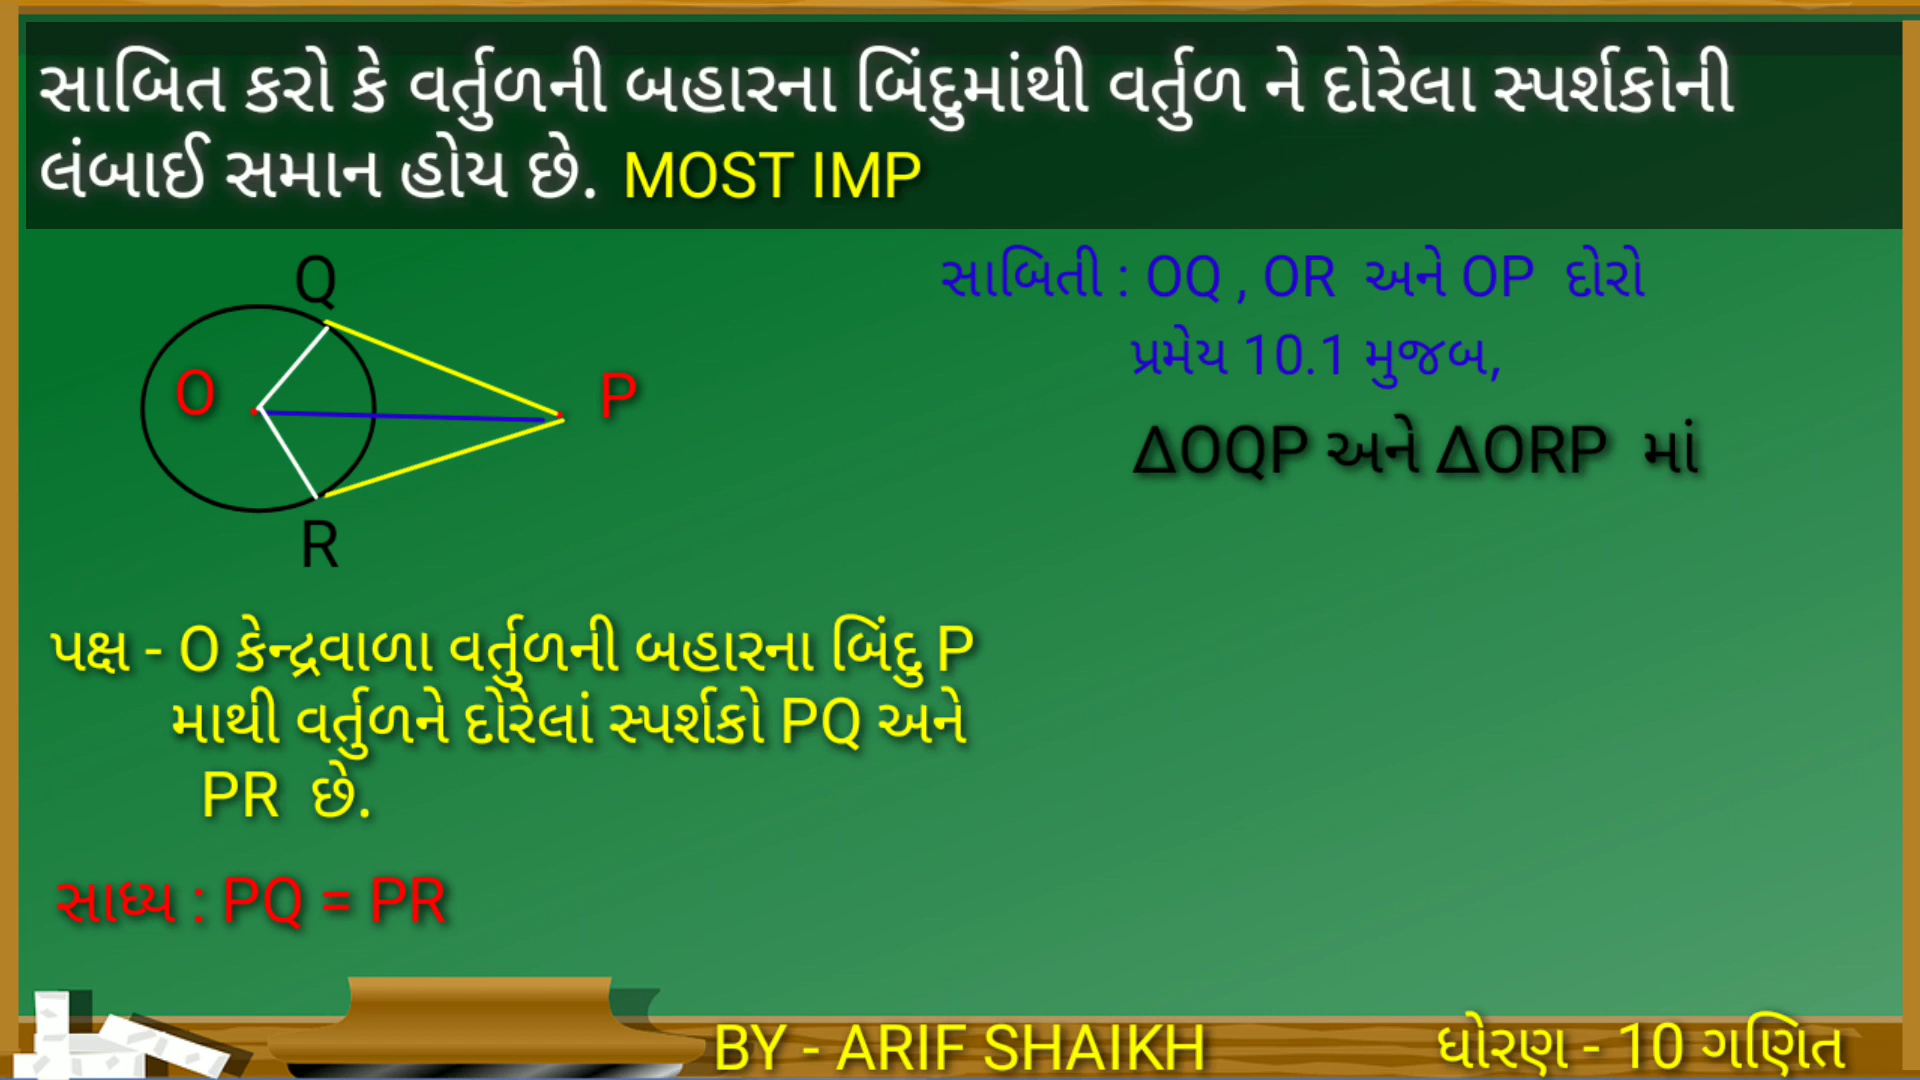 સાબિત કરો કે વર્તુળની બહારના બિંદુમાંથી વર્તુળ ને દોરેલા સ્પર્શકોની
લંબાઈ સમાન હોય છે. MOST IMP
Q
O
P
R
સાબિતી : OQ , OR અને OP દોરો
પ્રમેય 10.1 મુજબ,
ΔOQP અને ΔORP માં
પક્ષ - O કેન્દ્રવાળા વર્તુળની બહારના બિંદુ P
માથી વર્તુળને દોરેલાં સ્પર્શકો PQ અને
PR છે.
સાધ્ય : PQ = PR
BY - ARIF SHAIKH
ધોરણ - 10 ગણિત